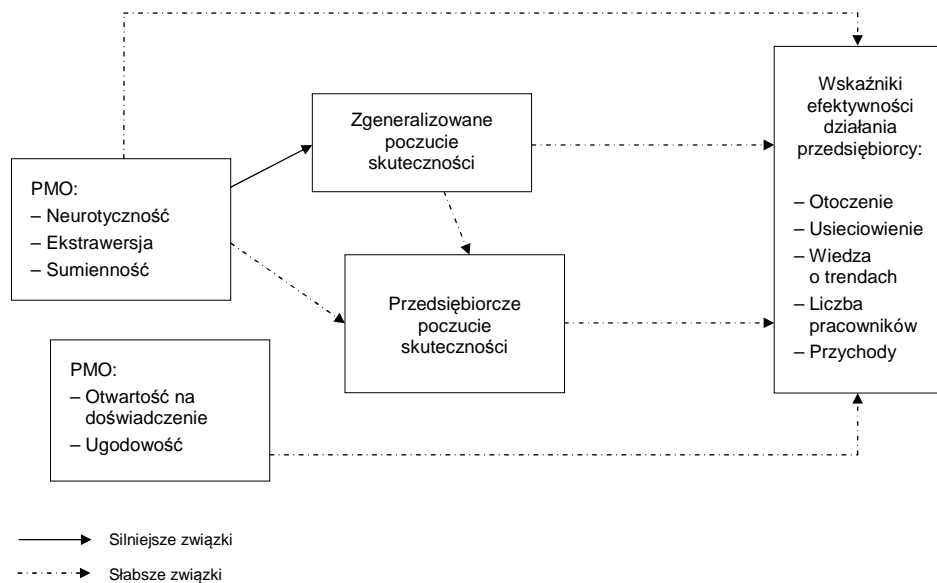 PMO:
– Neurotyczność
– Ekstrawersja
– Sumienność
PMO:
– Otwartość na
doświadczenie
– Ugodowość
Zgeneralizowane
poczucie
skuteczności
Przedsiębiorcze
poczucie
skuteczności
Wskaźniki
efektywności
działania
przedsiębiorcy:
– Otoczenie
– Usieciowienie
– Wiedza
o trendach
– Liczba
pracowników
– Przychody
Silniejsze związki
Słabsze związki